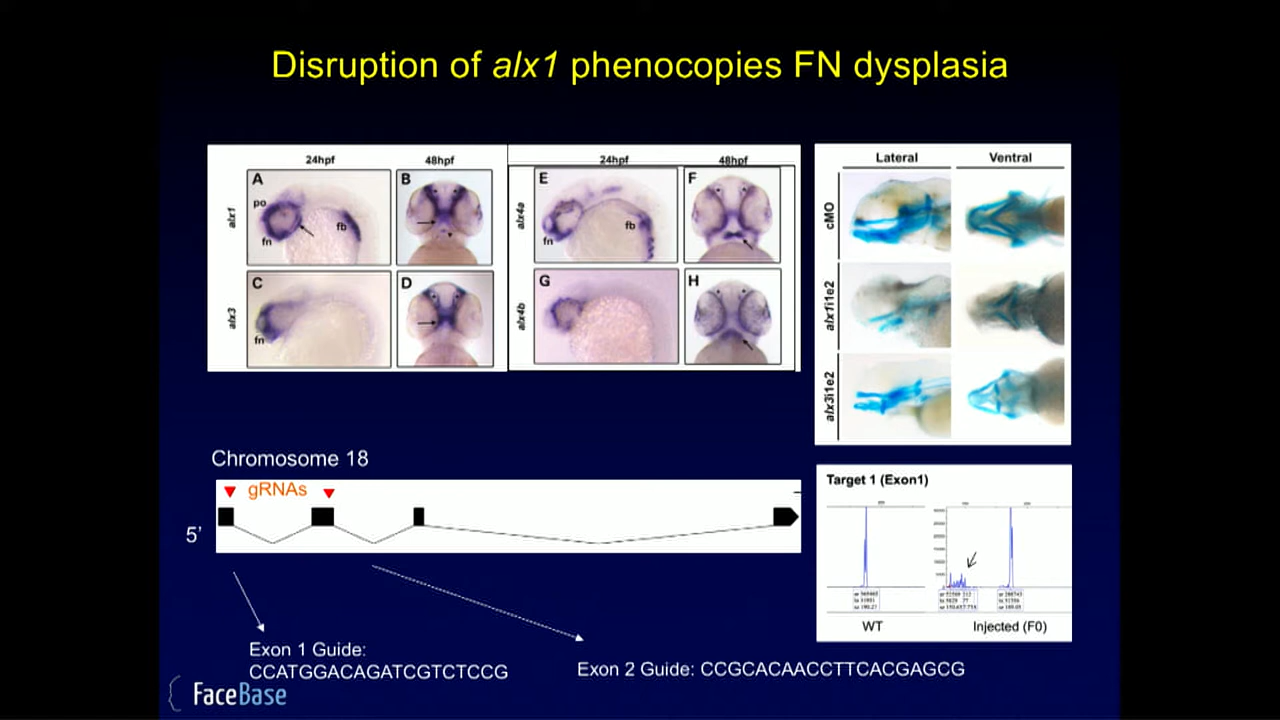 Disruption of alx1 phenocopies FN dysplasia
24hpf
48hpf
24hpf
48hpf
alx1
A
po
fn
fb
B
alx4a
E
fn
fb
F
alx3
C
fn
D
alx4b
G
H
Lateral
Ventral
cMO
alx1i1e2
alx3i1e2
Chromosome 18
gRNAs
5’
Exon 1 Guide:
CCATGGACAGATCGTCTCCG
Exon 2 Guide: CCGCACAACCTTCACGAGCG
Target 1 (Exon1)
WT
Injected (F0)
FaceBase